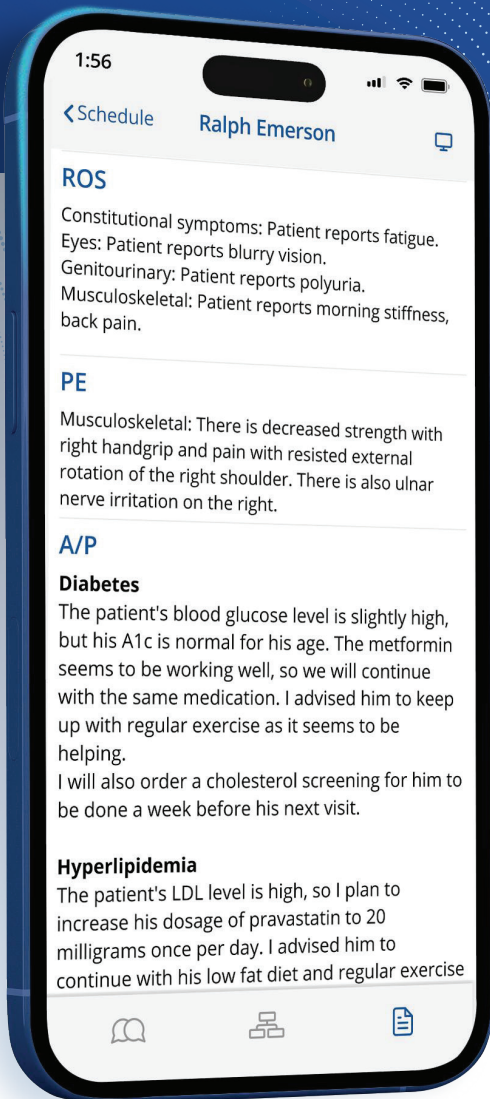 1:56
Schedule
Ralph Emerson
ROS
Constitutional symptoms: Patient reports fatigue.
Eyes: Patient reports blurry vision.
Genitourinary: Patient reports polyuria.
Musculoskeletal: Patient reports morning stiffness,
back pain.
PE
Musculoskeletal: There is decreased strength with
right handgrip and pain with resisted external
rotation of the right shoulder. There is also ulnar
nerve irritation on the right.
A/P
Diabetes
The patient's blood glucose level is slightly high,
but his A1c is normal for his age. The metformin
seems to be working well, so we will continue
with the same medication. I advised him to keep
up with regular exercise as it seems to be
helping.
I will also order a cholesterol screening for him to
be done a week before his next visit.
Hyperlipidemia
The patient's LDL level is high, so I plan to
increase his dosage of pravastatin to 20
milligrams once per day. I advised him to
continue with his low fat diet and regular exercise